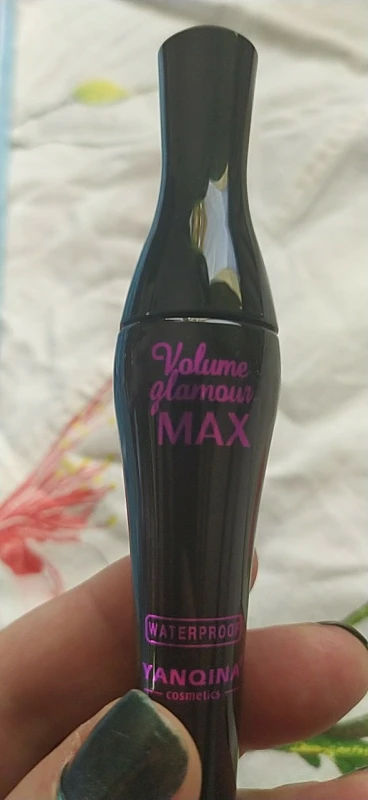 Volume
glamour
MAX
WATERPROOF
YANQINA
cosmetics